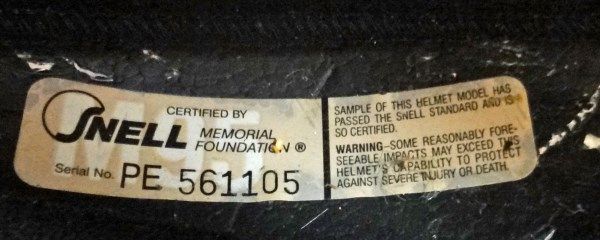 CERTIFIED BY
SNELL MEMORIAL
FOUNDATION ®
Serial No. PE 561105
SAMPLE OF THIS HELMET MODEL HAS
PASSED THE SNELL STANDARD AND IS
SO CERTIFIED.
WARNING–SOME REASONABLY FORE-
SEEABLE IMPACTS MAY EXCEED THIS
HELMET'S CAPABILITY TO PROTECT
AGAINST SEVERE INJURY OR DEATH.